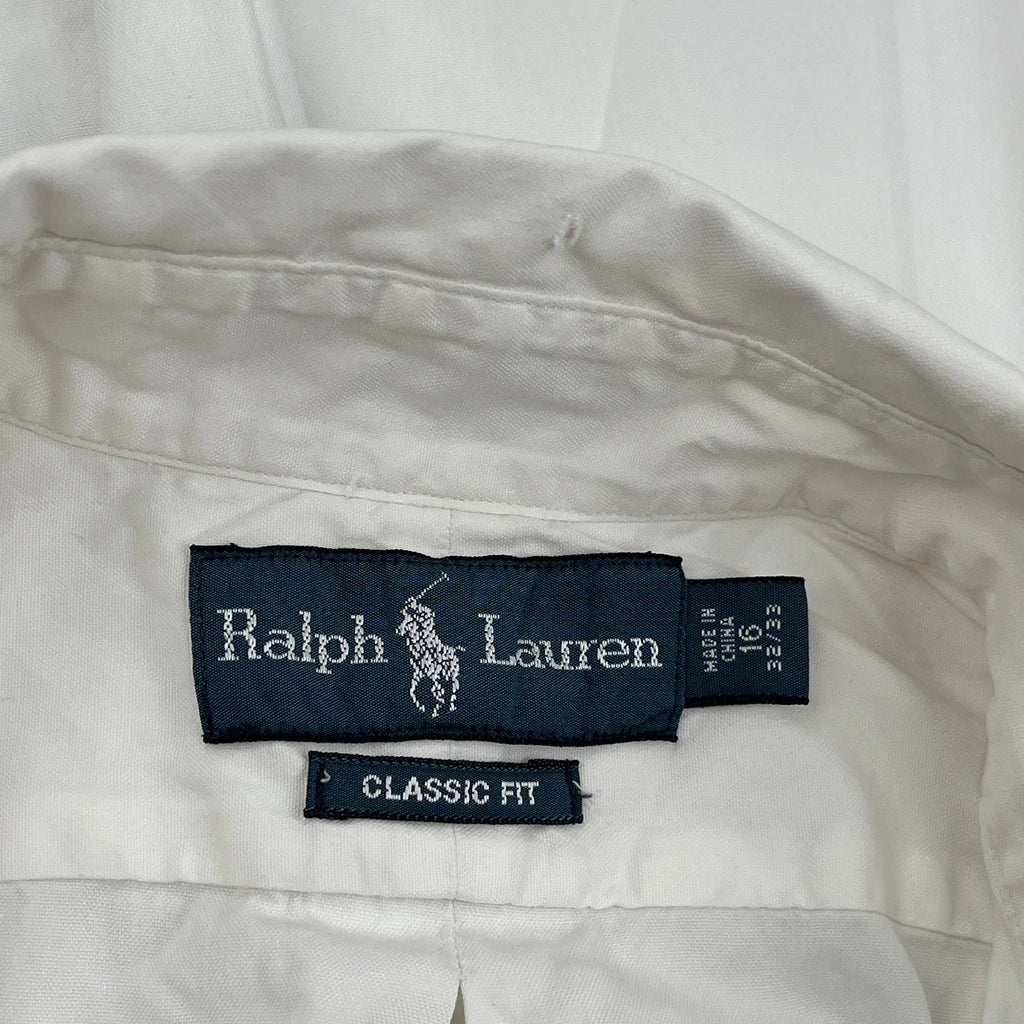 Ralph Lauren
MADE IN
CHINA
16
32/33
CLASSIC FIT